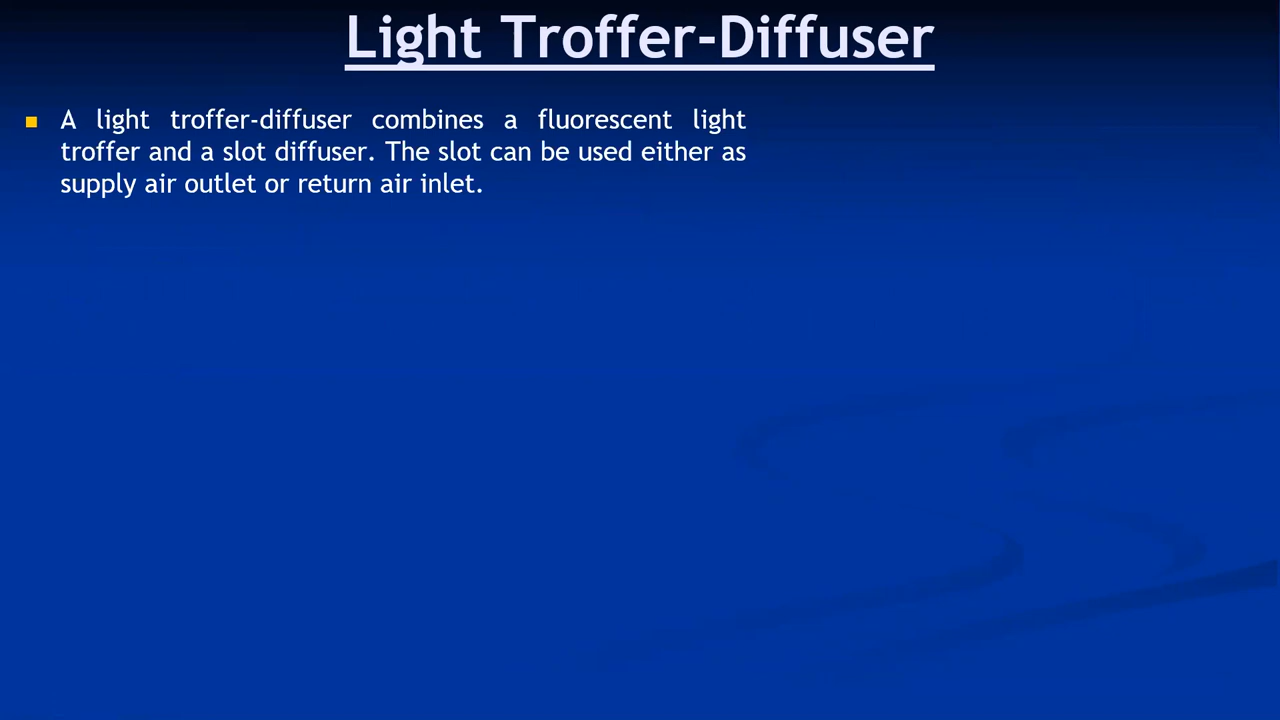 Light Troffer-Diffuser
A light troffer-diffuser combines a fluorescent light
troffer and a slot diffuser. The slot can be used either as
supply air outlet or return air inlet.